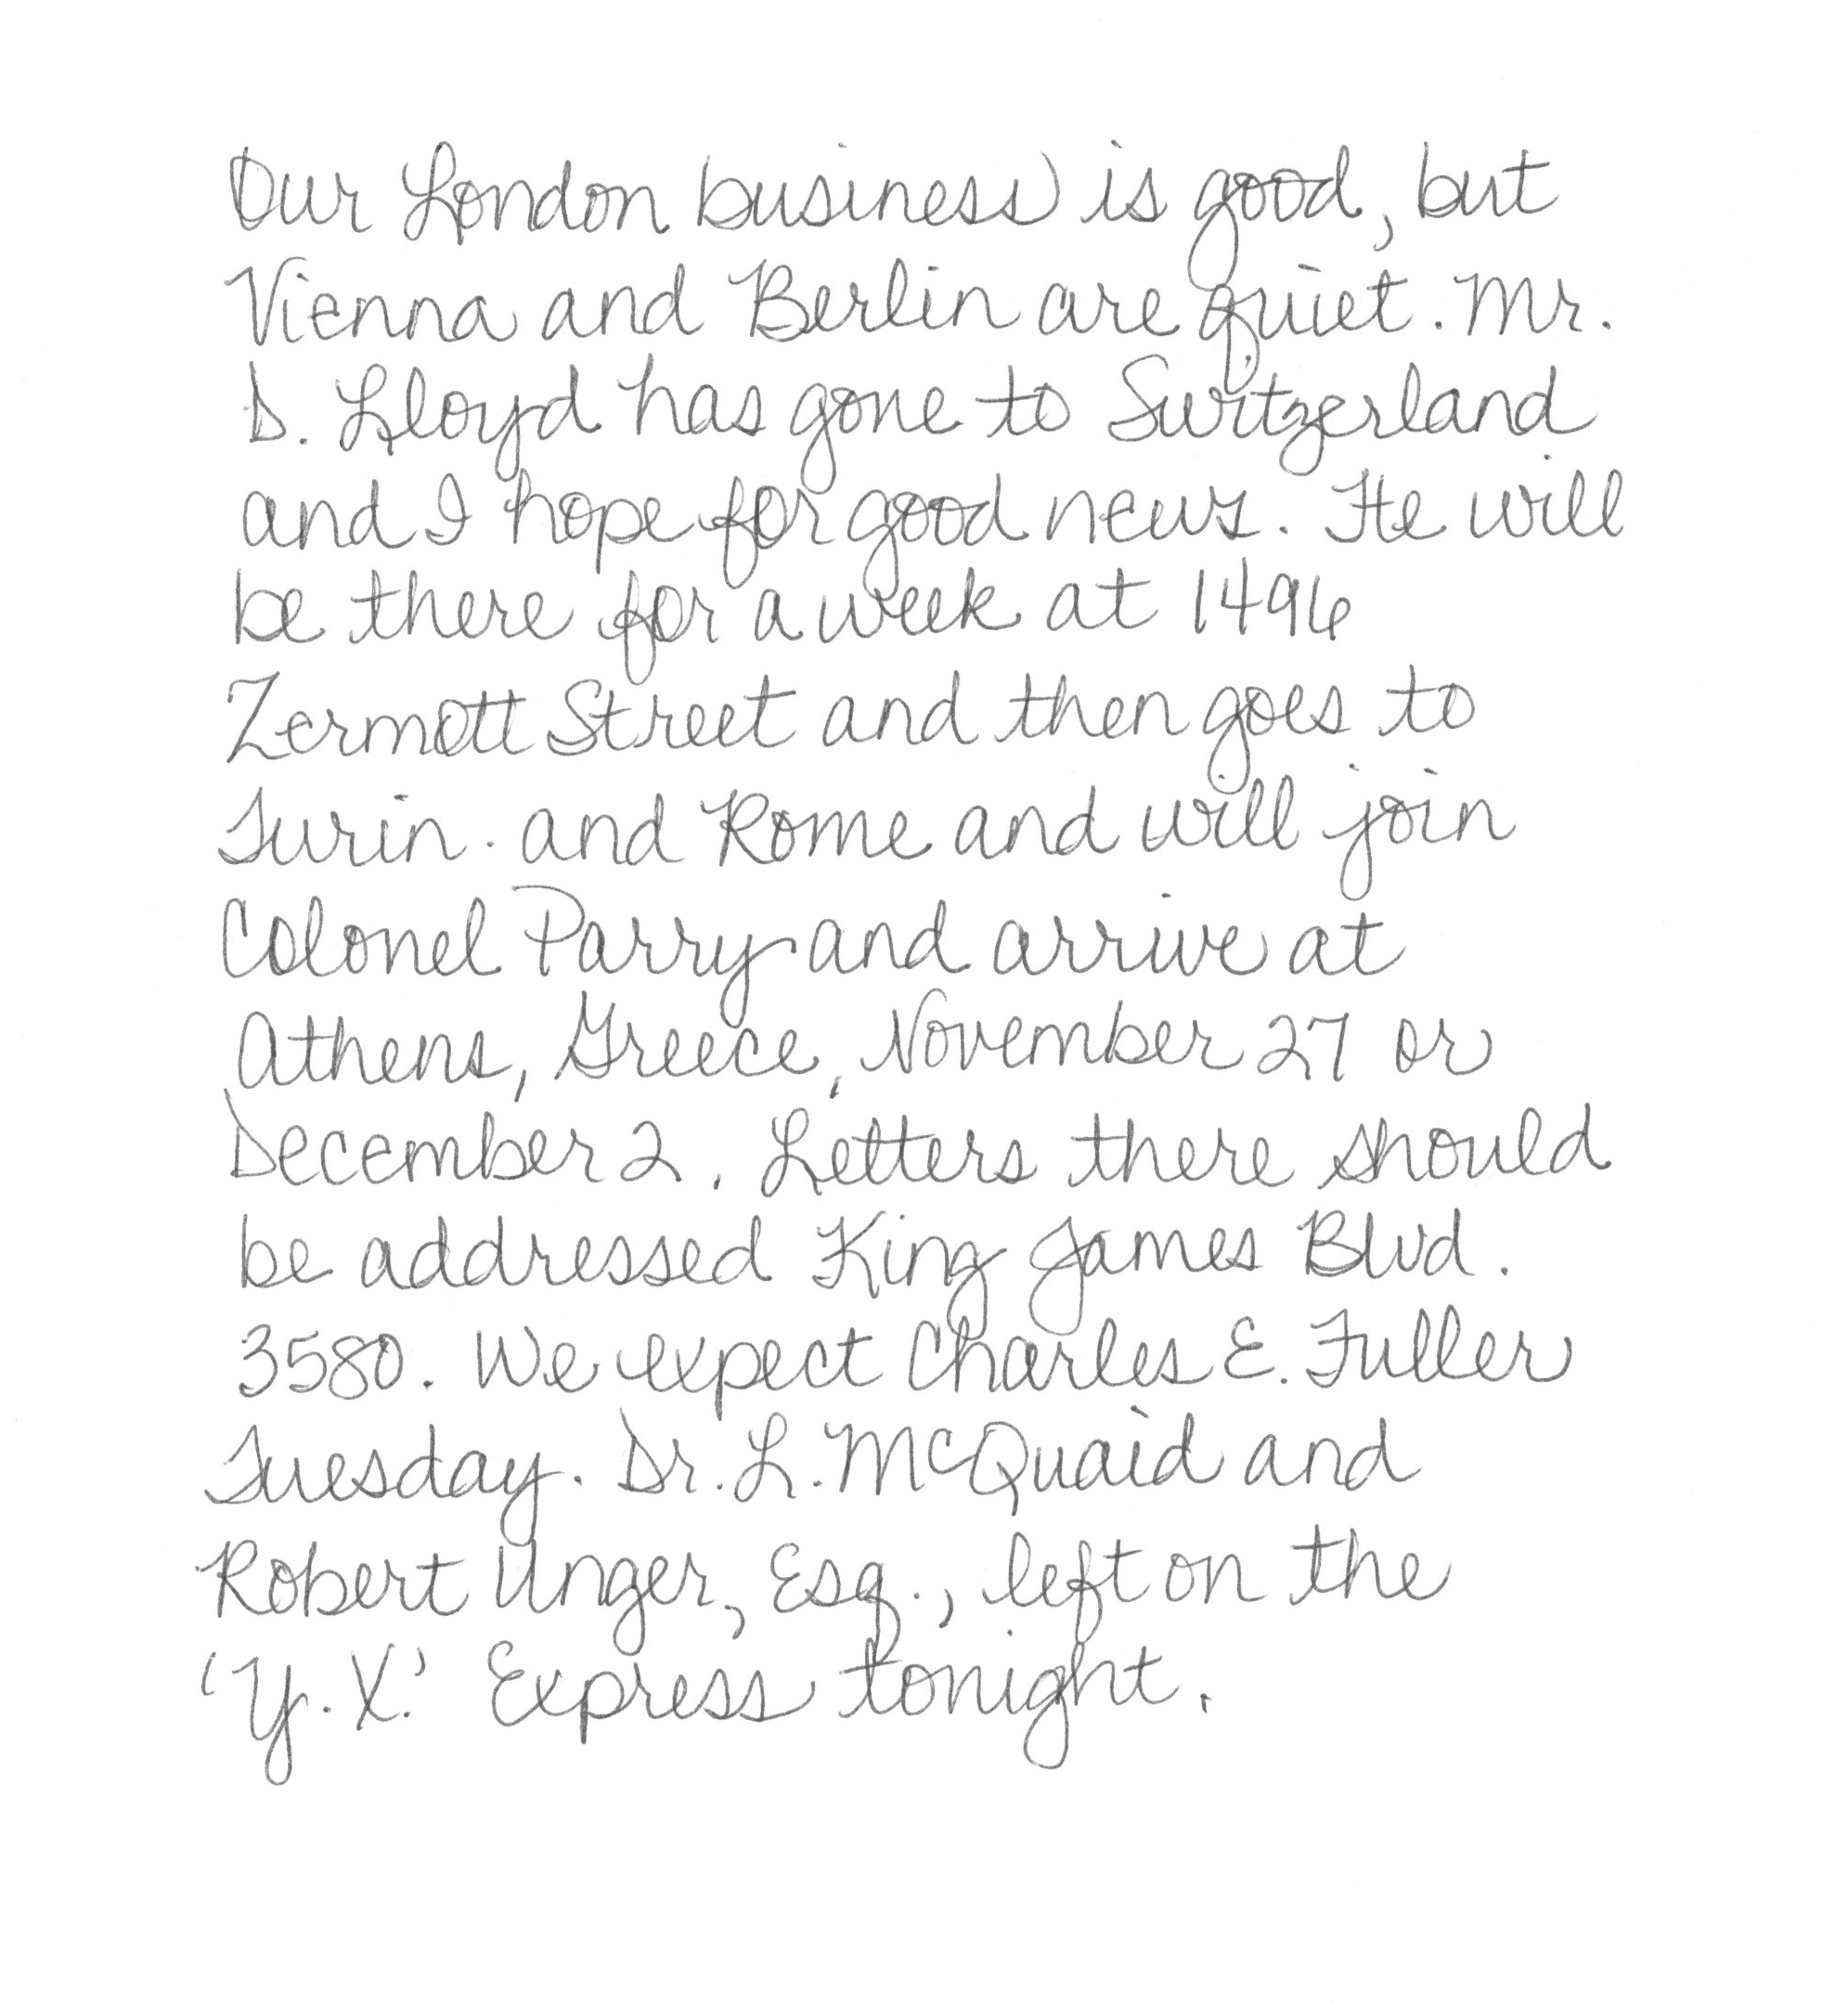 Our London business is good, but
Vienna and Berlin are quiet. Mr.
D. Lloyd has gone to Switzerland
and I hope for good news. He will
be there for a week at 1496
Zermott Street and then goes to
Turin. and Rome and will join
Colonel Parry and arrive at
Athens, Greece, November 27 or
December 2. Letters there should
be addressed King James Blvd.
3580. We expect Charles E. Fuller
Tuesday. Dr. L. McQuaid and
Robert Unger, Esq., left on the
'Y. X.' Express tonight.